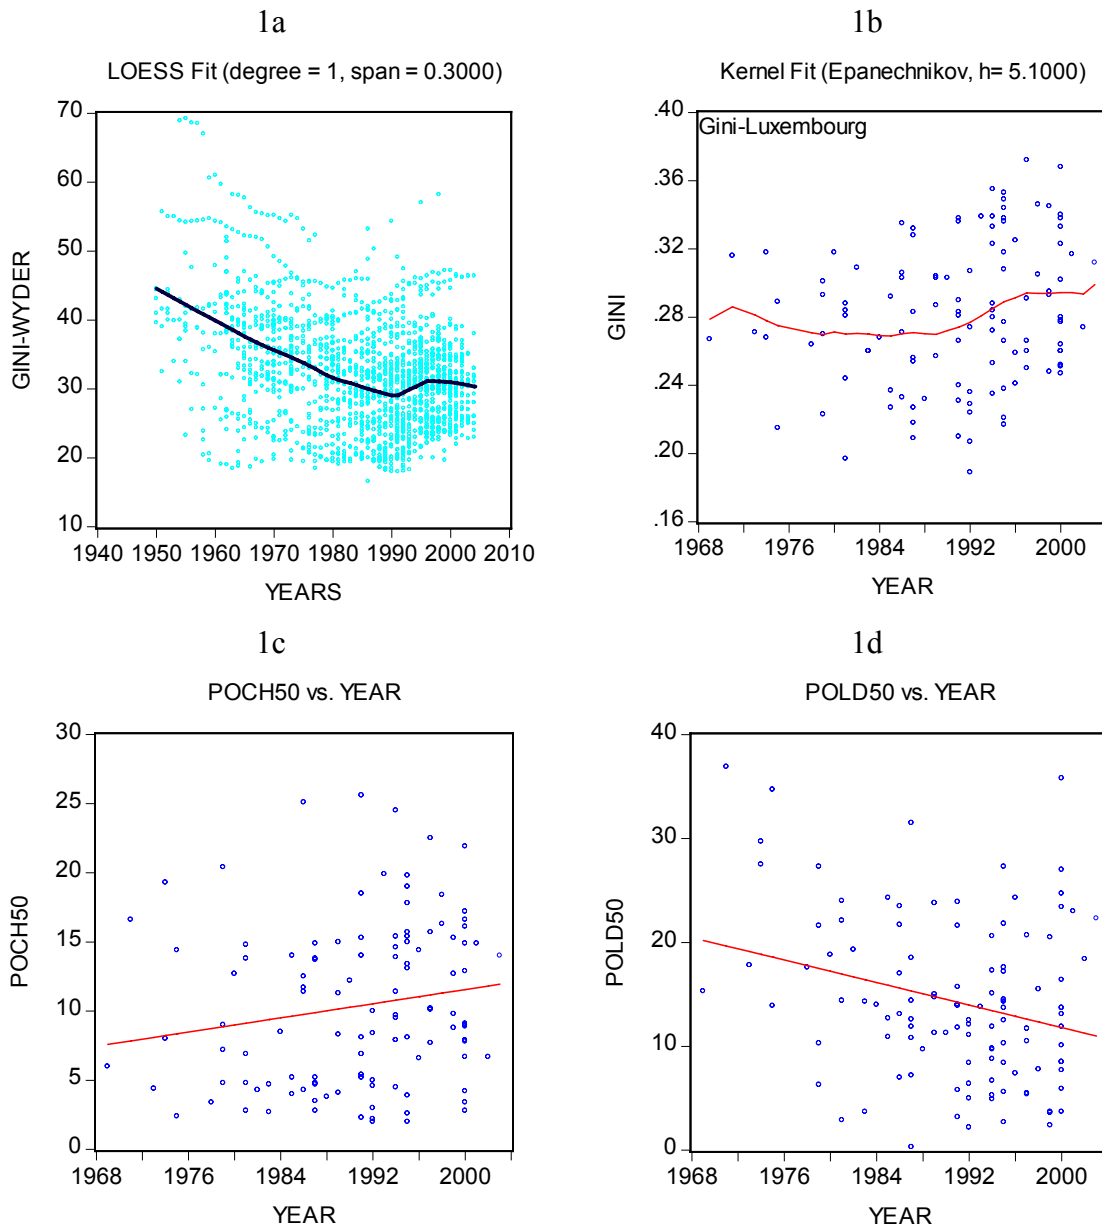 1a
1b
LOESS Fit (degree = 1, span = 0.3000)
Kernel Fit (Epanechnikov, h= 5.1000)
70
60
50
40
30
20
10
GINI-WYDER
1940 1950 1960 1970 1980 1990 2000 2010
YEARS
Gini-Luxembourg
.40
.36
.32
.28
.24
.20
.16
GINI
1968 1976 1984 1992 2000
YEAR
1c
1d
POCH50 vs. YEAR
POLD50 vs. YEAR
30
25
20
15
10
5
0
POCH50
1968 1976 1984 1992 2000
YEAR
40
30
20
10
0
POLD50
1968 1976 1984 1992 2000
YEAR